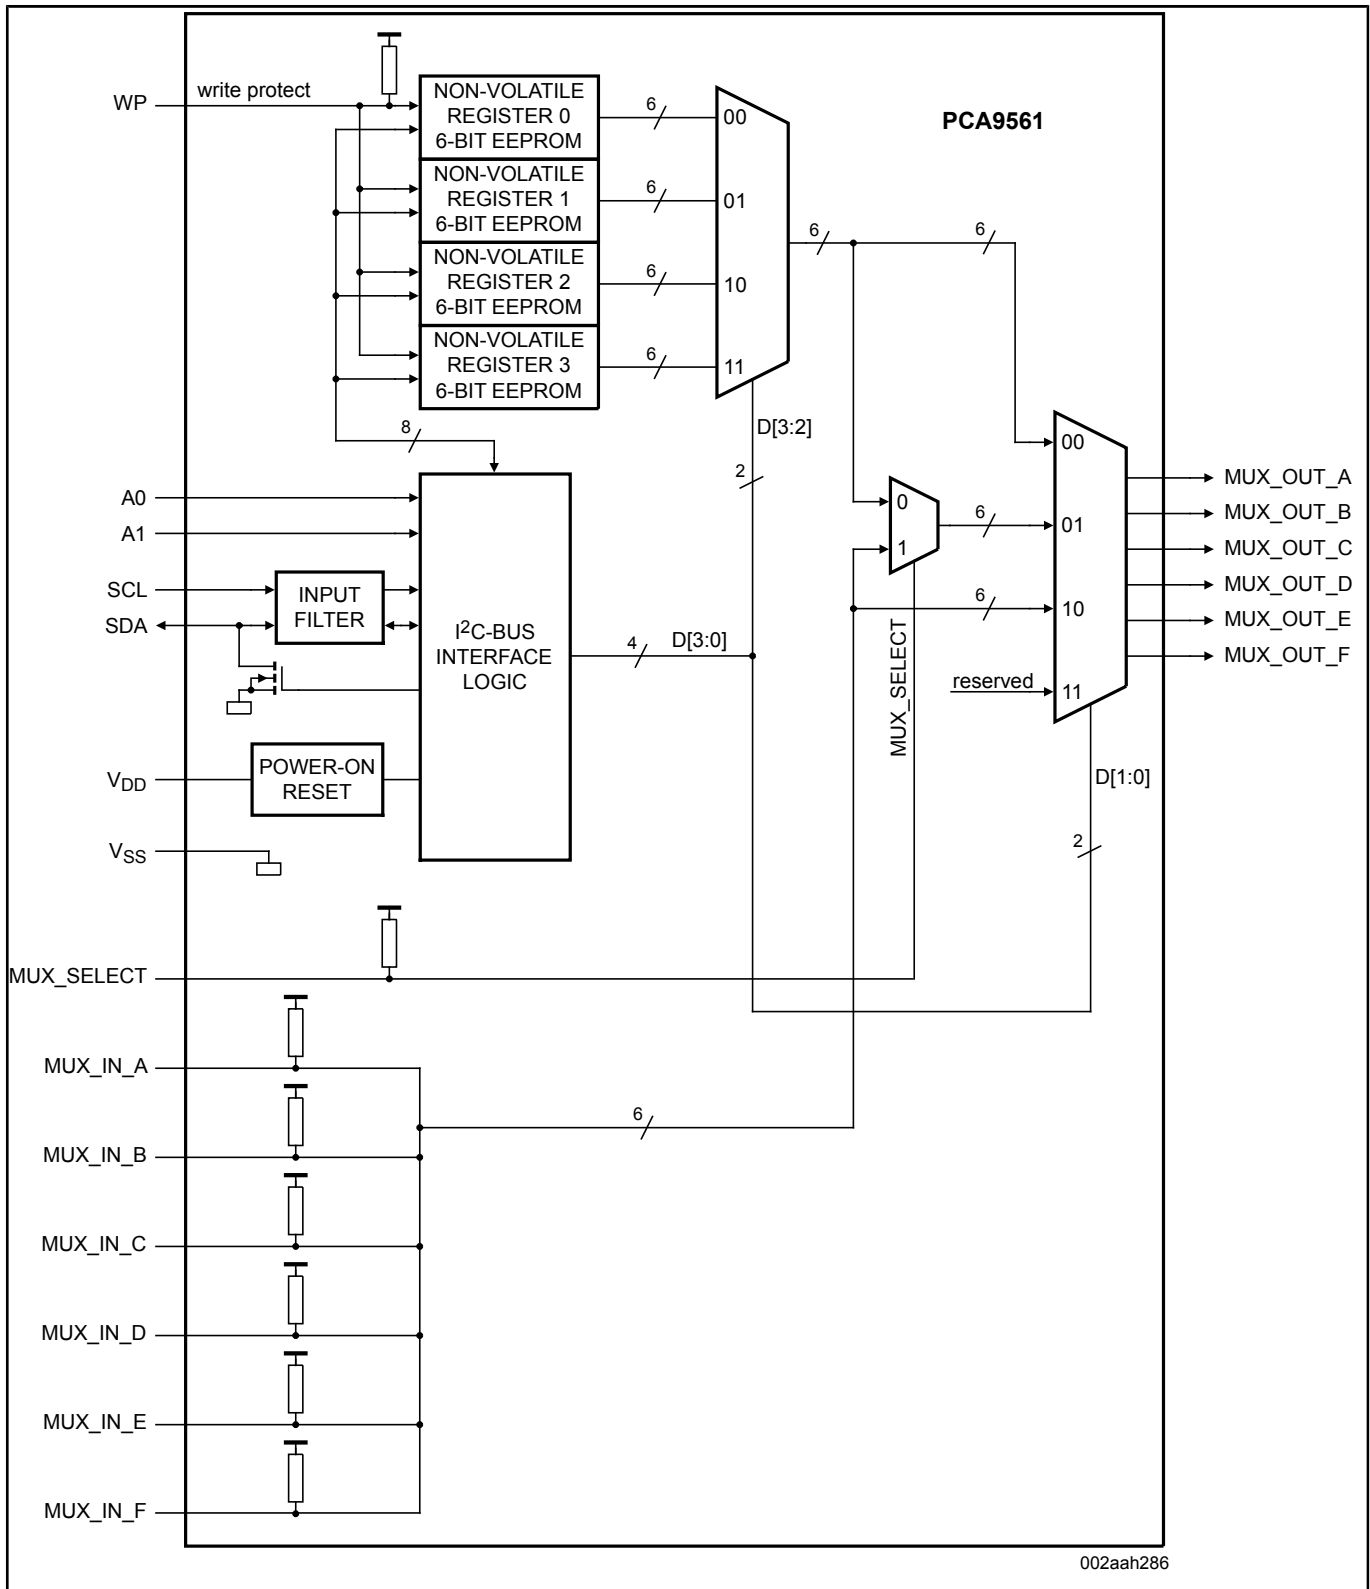 PCA9561
WP
write protect
NON-VOLATILE
REGISTER 0
6-BIT EEPROM
6
00
NON-VOLATILE
REGISTER 1
6-BIT EEPROM
6
01
6
6
NON-VOLATILE
REGISTER 2
6-BIT EEPROM
6
10
NON-VOLATILE
REGISTER 3
6-BIT EEPROM
6
11
8
D[3:2]
2
A0
A1
SCL
SDA
INPUT
FILTER
I2C-BUS
INTERFACE
LOGIC
4
D[3:0]
0
1
6
6
MUX_SELECT
reserved
00
01
10
11
MUX_OUT_A
MUX_OUT_B
MUX_OUT_C
MUX_OUT_D
MUX_OUT_E
MUX_OUT_F
VDD
POWER-ON
RESET
D[1:0]
2
VSS
MUX_SELECT
MUX_IN_A
6
MUX_IN_B
MUX_IN_C
MUX_IN_D
MUX_IN_E
MUX_IN_F
002aah286